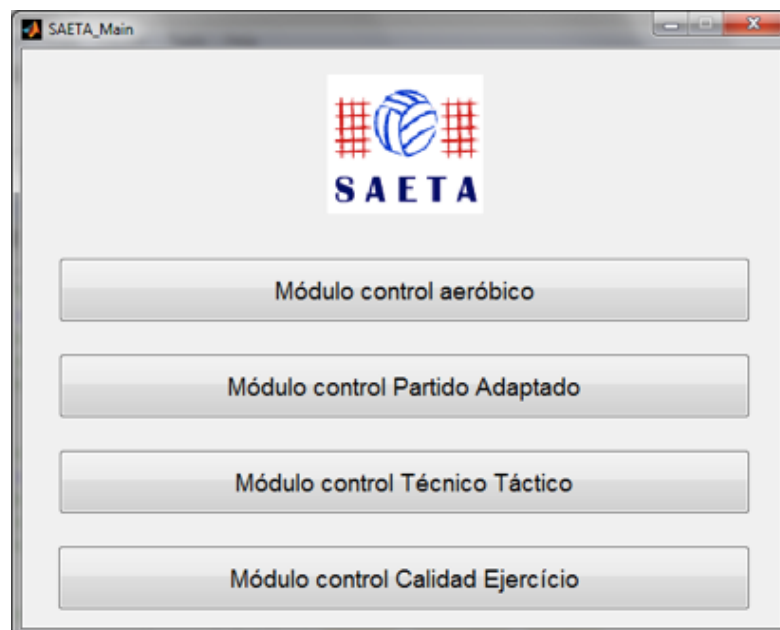 SAETA_Main
SAETA
Módulo control aeróbico
Módulo control Partido Adaptado
Módulo control Técnico Táctico
Módulo control Calidad Ejercício